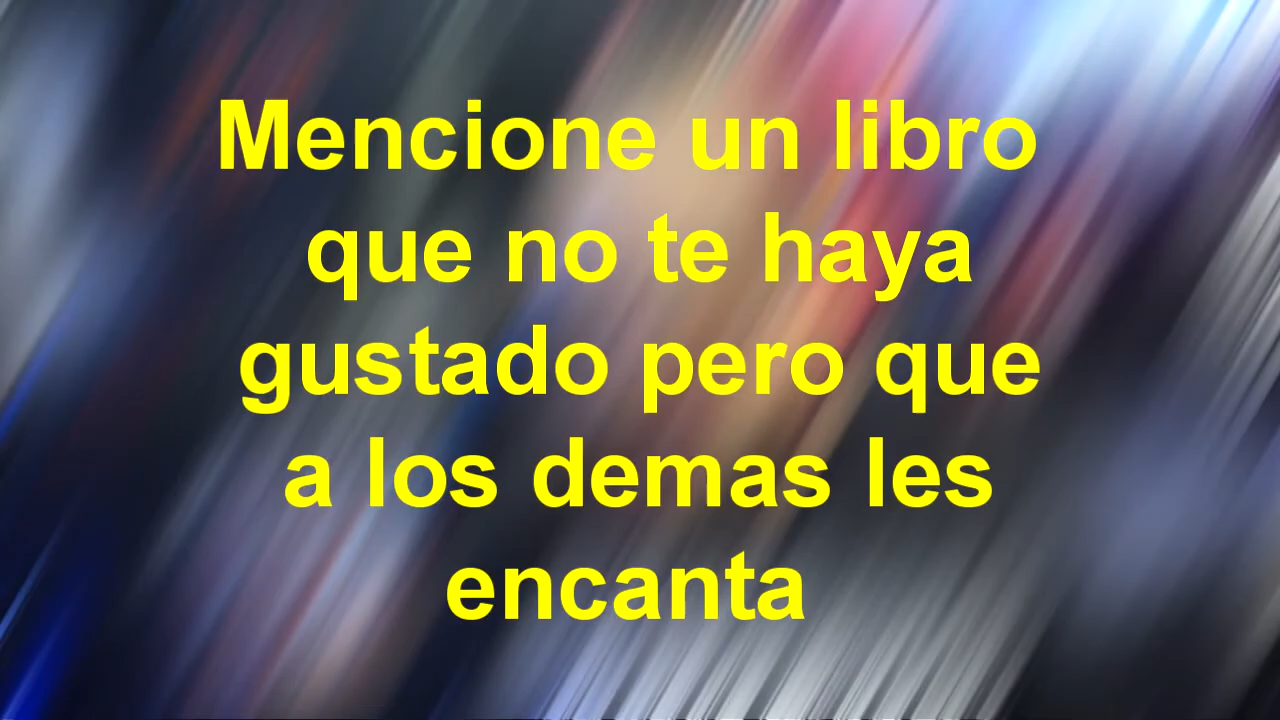 Mencione un libro
que no te haya
gustado pero que
a los demas les
encanta